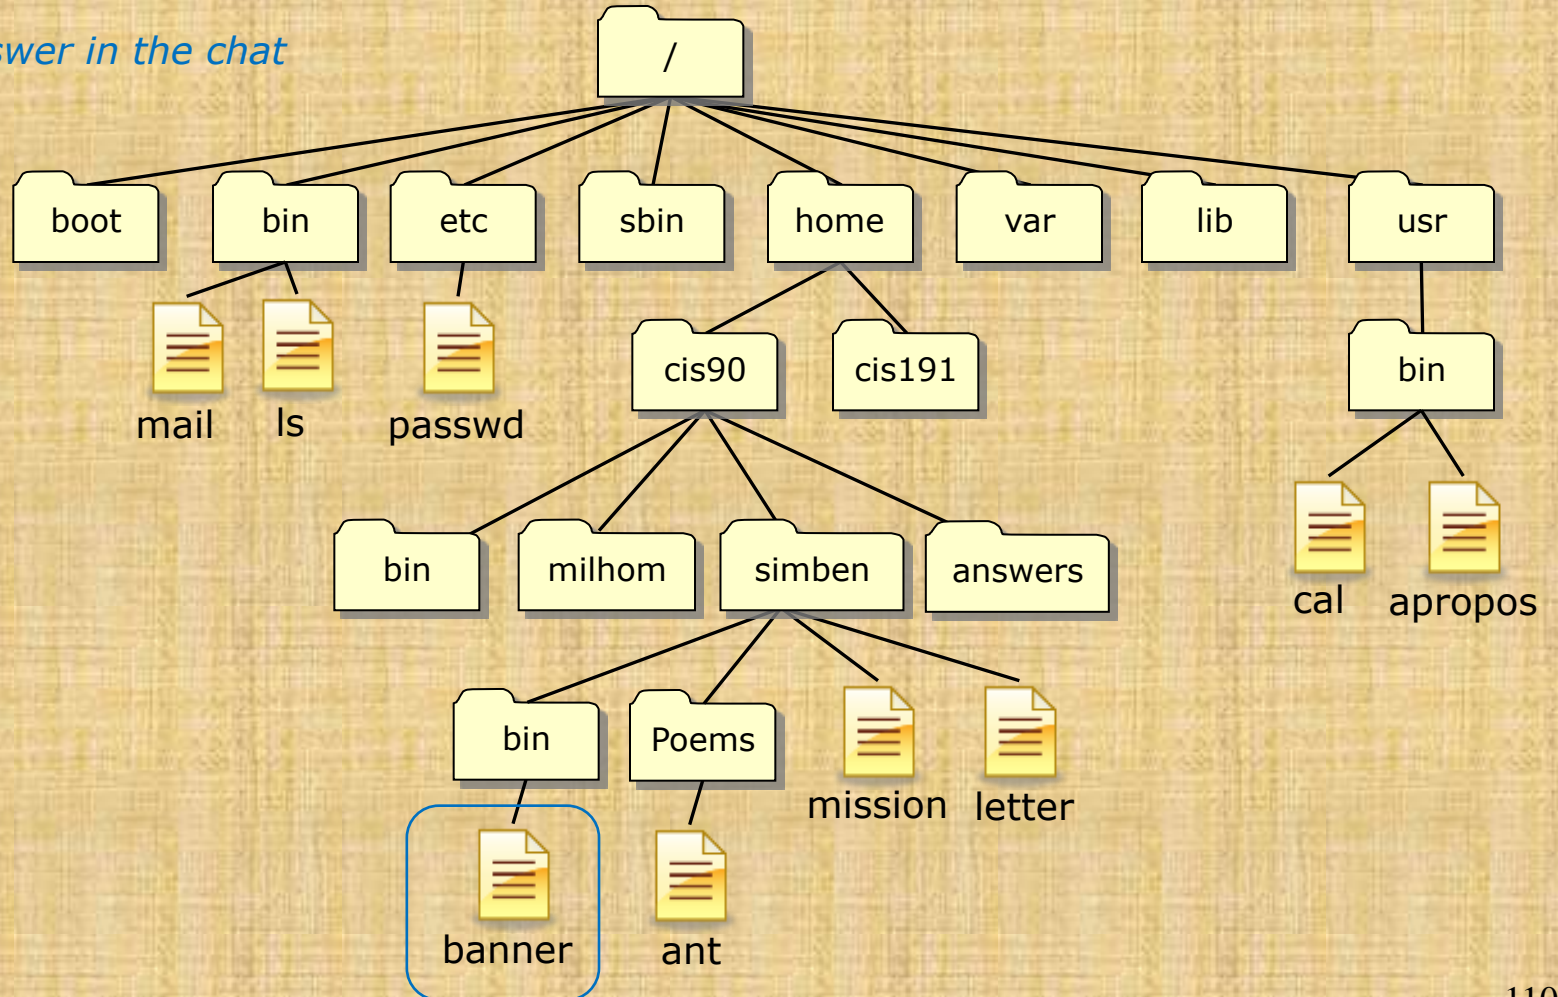 /
in the chat
boot bin etc sbin home var lib usr
mail ls passwd
cis90 cis191 bin
bin milhom simben answers
cal apropos
bin Poems
mission letter
banner ant